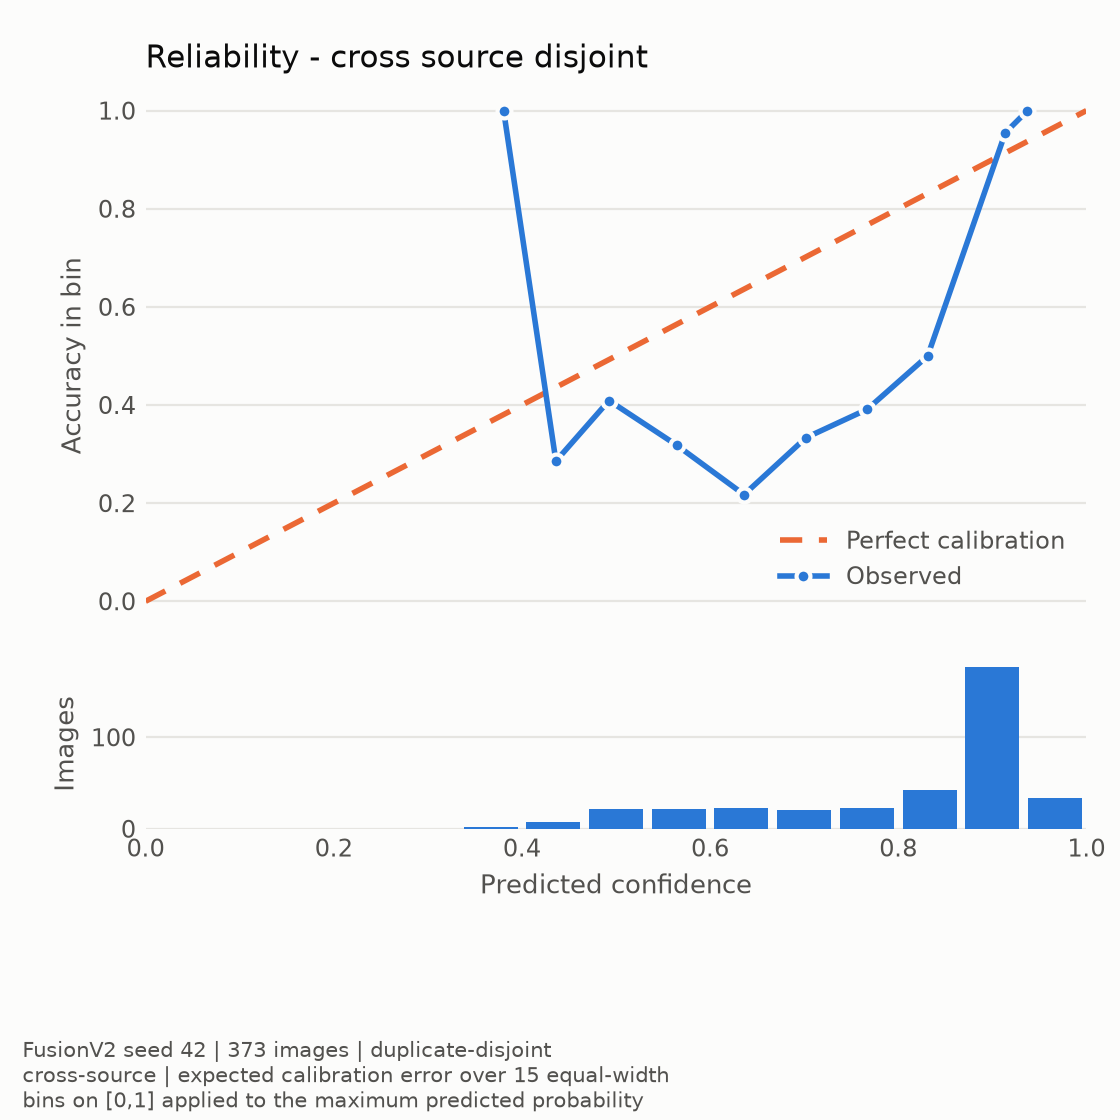 Reliability - cross source disjoint
1.0
0.8
0.6
0.4
0.2
0.0
Accuracy in bin
Perfect calibration
Observed
100
0
Images
0.0 0.2 0.4 0.6 0.8 1.0
Predicted confidence
FusionV2 seed 42 | 373 images | duplicate-disjoint
cross-source | expected calibration error over 15 equal-width
bins on [0,1] applied to the maximum predicted probability